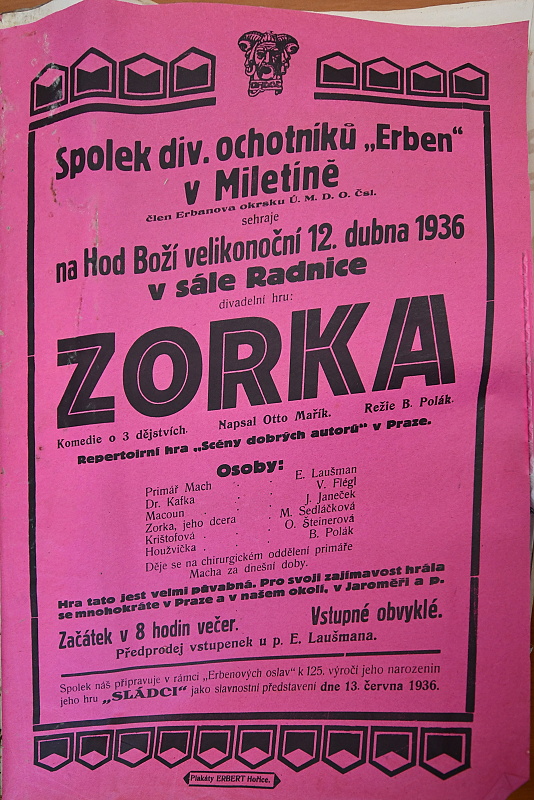 Spolek div. ochotníků „Erben“
v Miletíně
člen Erbanova okrsku Ú. M. D. O. Čsl.
sehraje
na Hod Boží velikonoční 12. dubna 1936
v sále Radnice
divadelní hru:
ZORKA
Komedie o 3 dějstvích. Napsal Otto Mařík. Režie B. Polák.
Repertoirní hra „Scény dobrých autorů“ v Praze.
Osoby:
Primář Mach . . E. Laušman
Dr. Kafka . . V. Flégl
Macoun . . J. Janeček
Zorka, jeho dcera . M. Sedláčková
Krištofová . . O. Šteinerová
Houžvička . . B. Polák
Děje se na chirurgickém oddělení primáře
Macha za dnešní doby.
Hra tato jest velmi půvabná. Pro svoji zajímavost hrála
se mnohokráte v Praze a v našem okolí, v Jaroměři a p.
Začátek v 8 hodin večer. Vstupné obvyklé.
Předprodej vstupenek u p. E. Laušmana.
Spolek náš připravuje v rámci „Erbenových oslav“ k 125. výročí jeho narozenin
jeho hru „SLÁDCI“ jako slavnostní představení dne 13. června 1936.
Plakáty ERBERT Hořice.